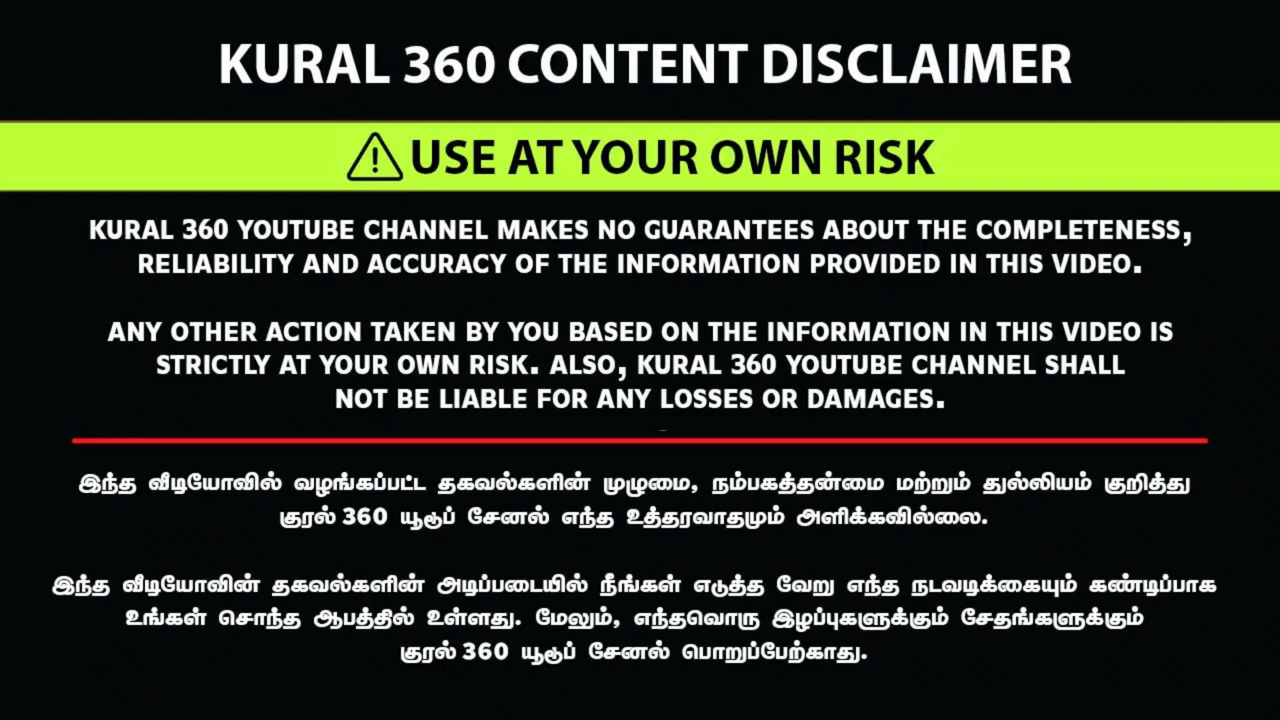 KURAL 360 CONTENT DISCLAIMER
USE AT YOUR OWN RISK
KURAL 360 YOUTUBE CHANNEL MAKES NO GUARANTEES ABOUT THE COMPLETENESS,
RELIABILITY AND ACCURACY OF THE INFORMATION PROVIDED IN THIS VIDEO.
ANY OTHER ACTION TAKEN BY YOU BASED ON THE INFORMATION IN THIS VIDEO IS
STRICTLY AT YOUR OWN RISK. ALSO, KURAL 360 YOUTUBE CHANNEL SHALL
NOT BE LIABLE FOR ANY LOSSES OR DAMAGES.
இந்த வீடியோவில் வழங்கப்பட்ட தகவல்களின் முழுமை, நம்பகத்தன்மை மற்றும் துல்லியம் குறித்து
குரல் 360 யூடூப் சேனல் எந்த உத்தரவாதமும் அளிக்கவில்லை.
இந்த வீடியோவின் தகவல்களின் அடிப்படையில் நீங்கள் எடுத்த வேறு எந்த நடவடிக்கையும் கண்டிப்பாக
உங்கள் சொந்த ஆபத்தில் உள்ளது. மேலும், எந்தவொரு இழப்புகளுக்கும் சேதங்களுக்கும்
குரல் 360 யூடூப் சேனல் பொறுப்பேற்காது.